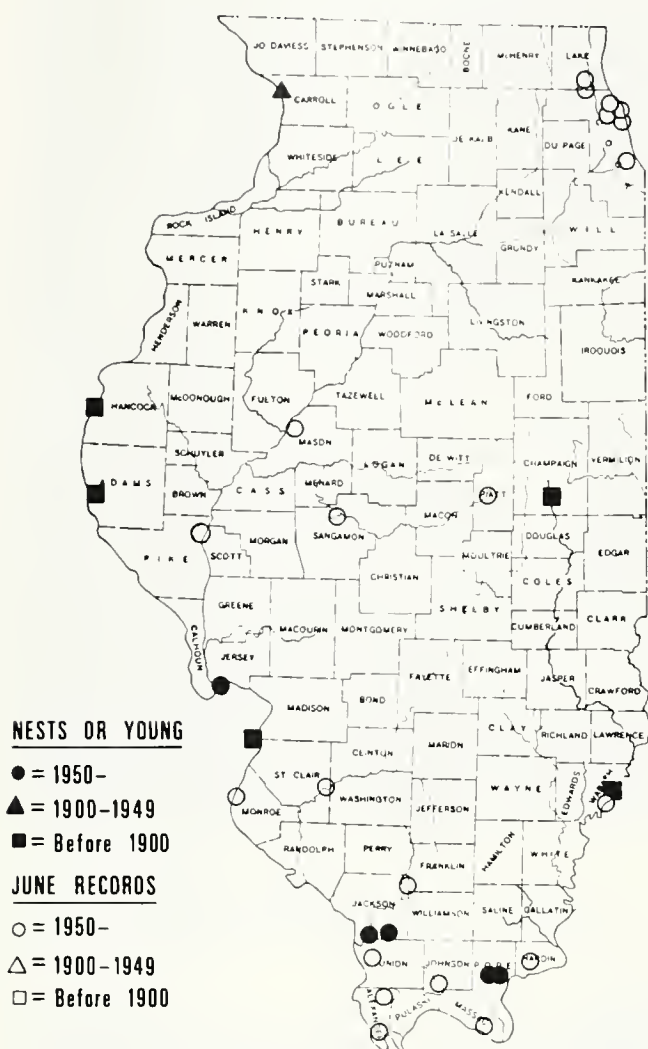 JO DAVIESS STEPHENSON WINNEBAGO BOONE McHENRY LAKE
CARROLL OGLE DE KALB KANE
DU PAGE
WHITESIDE LEE
KENDALL
ROCK ISLAND BUREAU LA SALLE WILL
HENRY GRUNDY
MERCER PUTNAM KANKAKEE
STARK MARSHALL
HENDERSON WARREN KNOX PEORIA WOODFORD LIVINGSTON IROQUOIS
HANCOCK McDONOUGH FULTON TAZEWELL McLEAN FORD
MASON
SCHUYLER LOGAN DE WITT CHAMPAIGN VERMILION
ADAMS BROWN CASS MENARD MACON PIATT
SANGAMON DOUGLAS
PIKE SCOTT MORGAN MOULTRIE EDGAR
CHRISTIAN COLES
GREENE SHELBY
CALHOUN MACOUPIN MONTGOMERY CUMBERLAND CLARK
JERSEY
FAYETTE EFFINGHAM JASPER CRAWFORD
MADISON BOND
NESTS OR YOUNG
CLAY RICHLAND LAWRENCE
CLINTON MARION
● = 1950-
ST CLAIR WAYNE EDWARDS WABASH
▲ = 1900-1949
MONROE WASHINGTON JEFFERSON
■ = Before 1900
RANDOLPH PERRY HAMILTON WHITE
FRANKLIN
JUNE RECORDS
JACKSON WILLIAMSON SALINE GALLATIN
○ = 1950-
△ = 1900-1949
UNION JOHNSON POPE HARDIN
□ = Before 1900
ALEXANDER PULASKI MASSAC